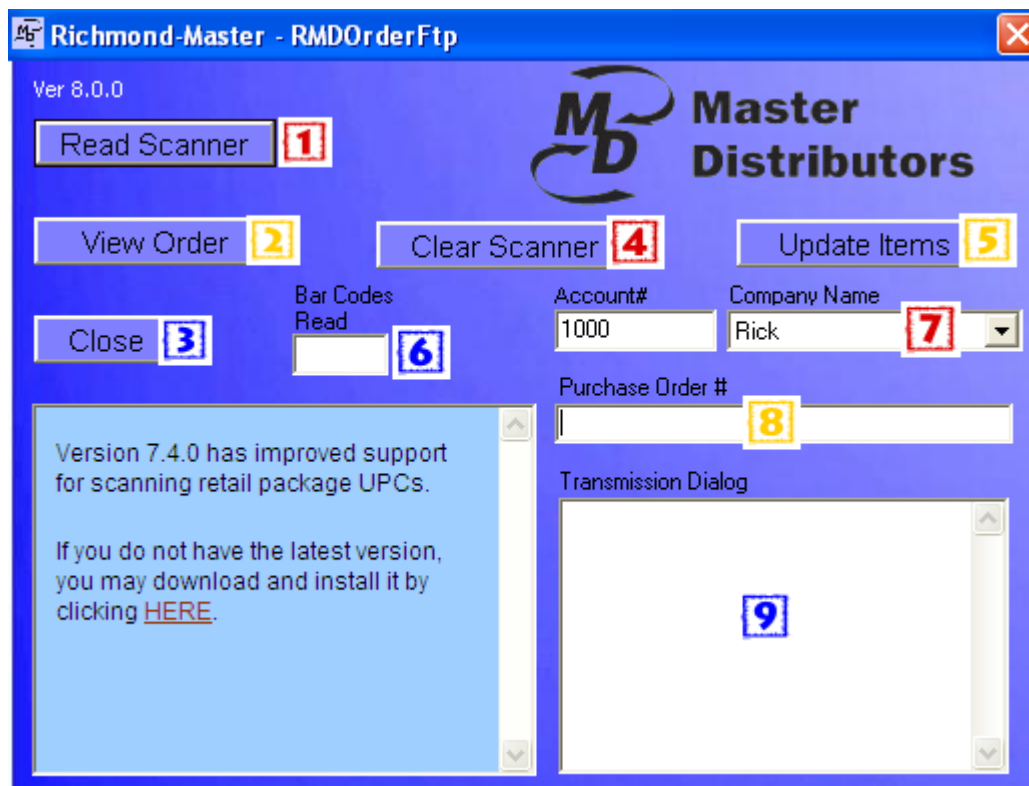 Richmond-Master - RMDOrderFtp
Ver 8.0.0
MD
Master
Distributors
Read Scanner 1
View Order 2
Clear Scanner 4
Update Items 5
Close 3
Bar Codes
Read
6
Account#
1000
Company Name
Rick 7
Purchase Order #
8
Version 7.4.0 has improved support
for scanning retail package UPCs.
If you do not have the latest version,
you may download and install it by
clicking HERE.
Transmission Dialog
9